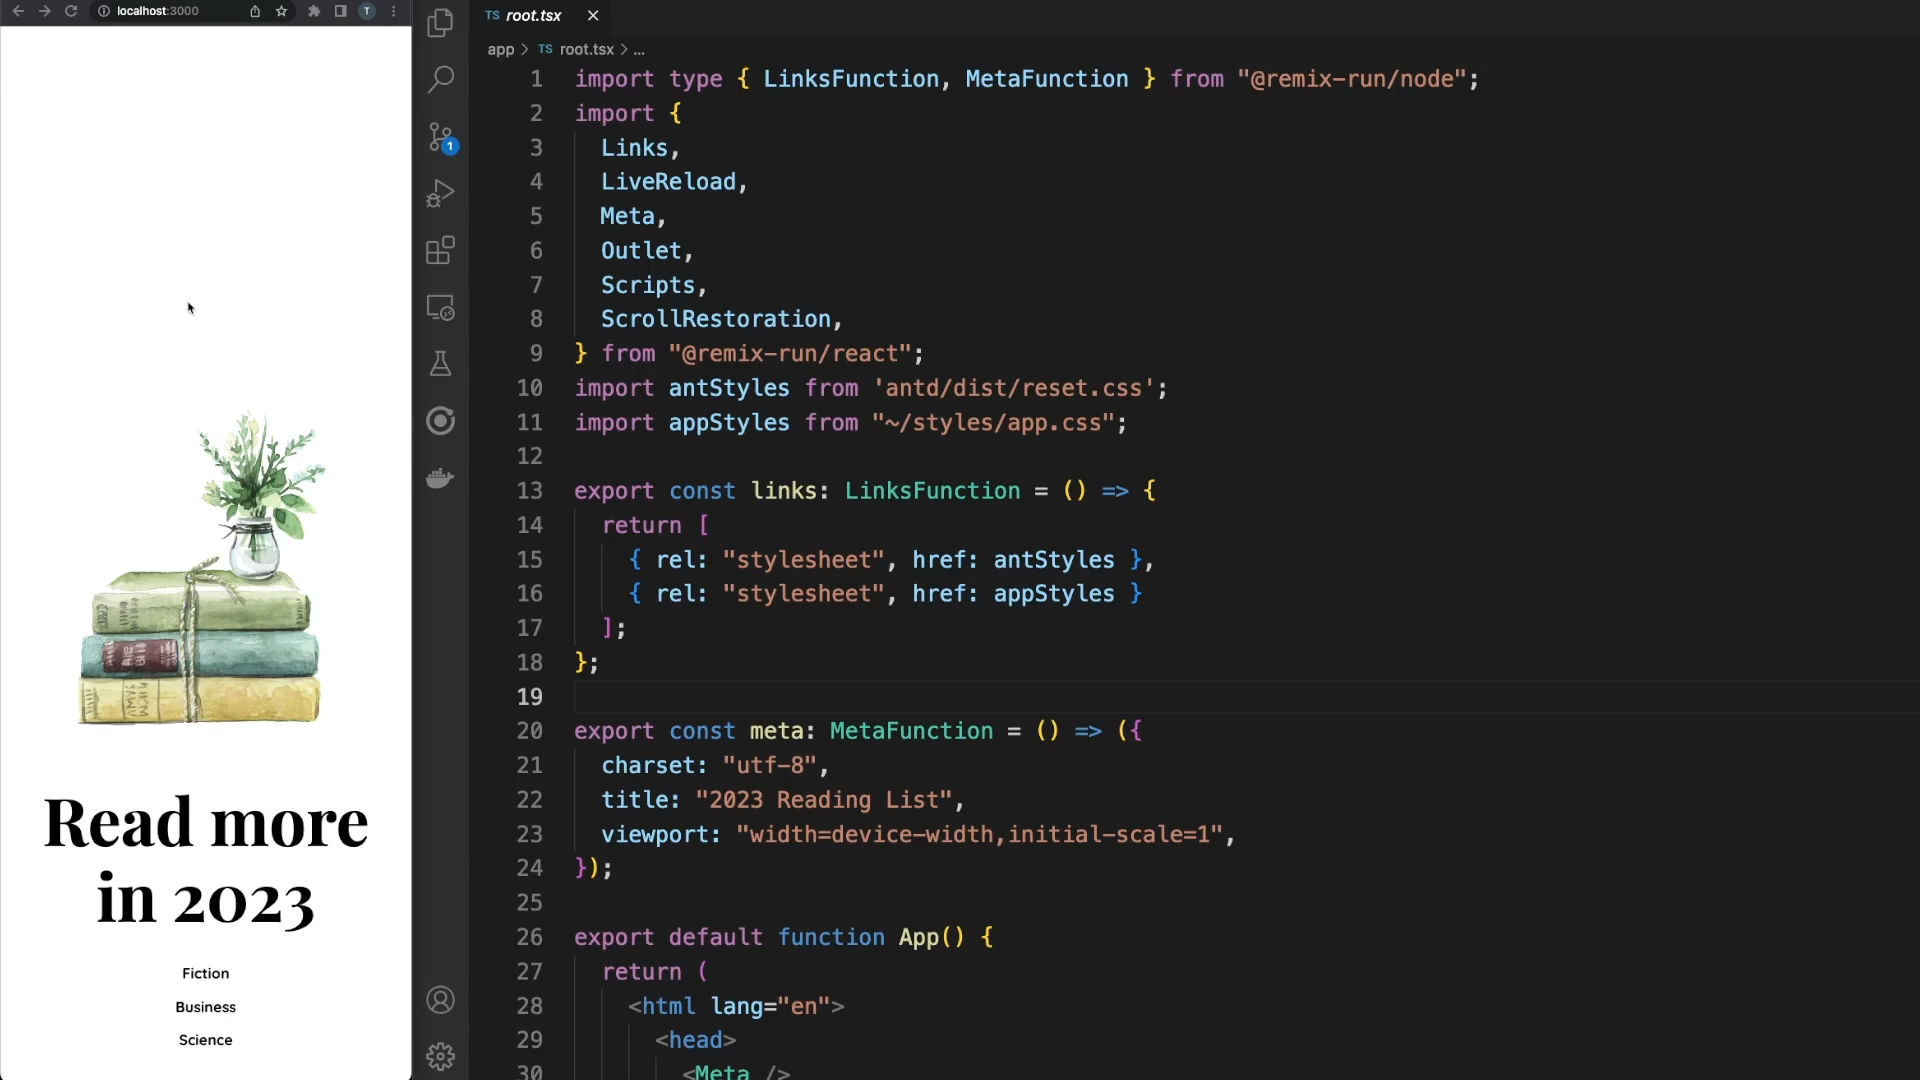 localhost:3000
T
Read more
in 2023
Fiction
Business
Science
1
TS root.tsx
app > TS root.tsx > ...
1 import type { LinksFunction, MetaFunction } from "@remix-run/node";
2 import {
3 Links,
4 LiveReload,
5 Meta,
6 Outlet,
7 Scripts,
8 ScrollRestoration,
9 } from "@remix-run/react";
10 import antStyles from 'antd/dist/reset.css';
11 import appStyles from "~/styles/app.css";
12
13 export const links: LinksFunction = () => {
14 return [
15 { rel: "stylesheet", href: antStyles },
16 { rel: "stylesheet", href: appStyles }
17 ];
18 };
19
20 export const meta: MetaFunction = () => ({
21 charset: "utf-8",
22 title: "2023 Reading List",
23 viewport: "width=device-width,initial-scale=1",
24 });
25
26 export default function App() {
27 return (
28 <html lang="en">
29 <head>
30 <Meta />